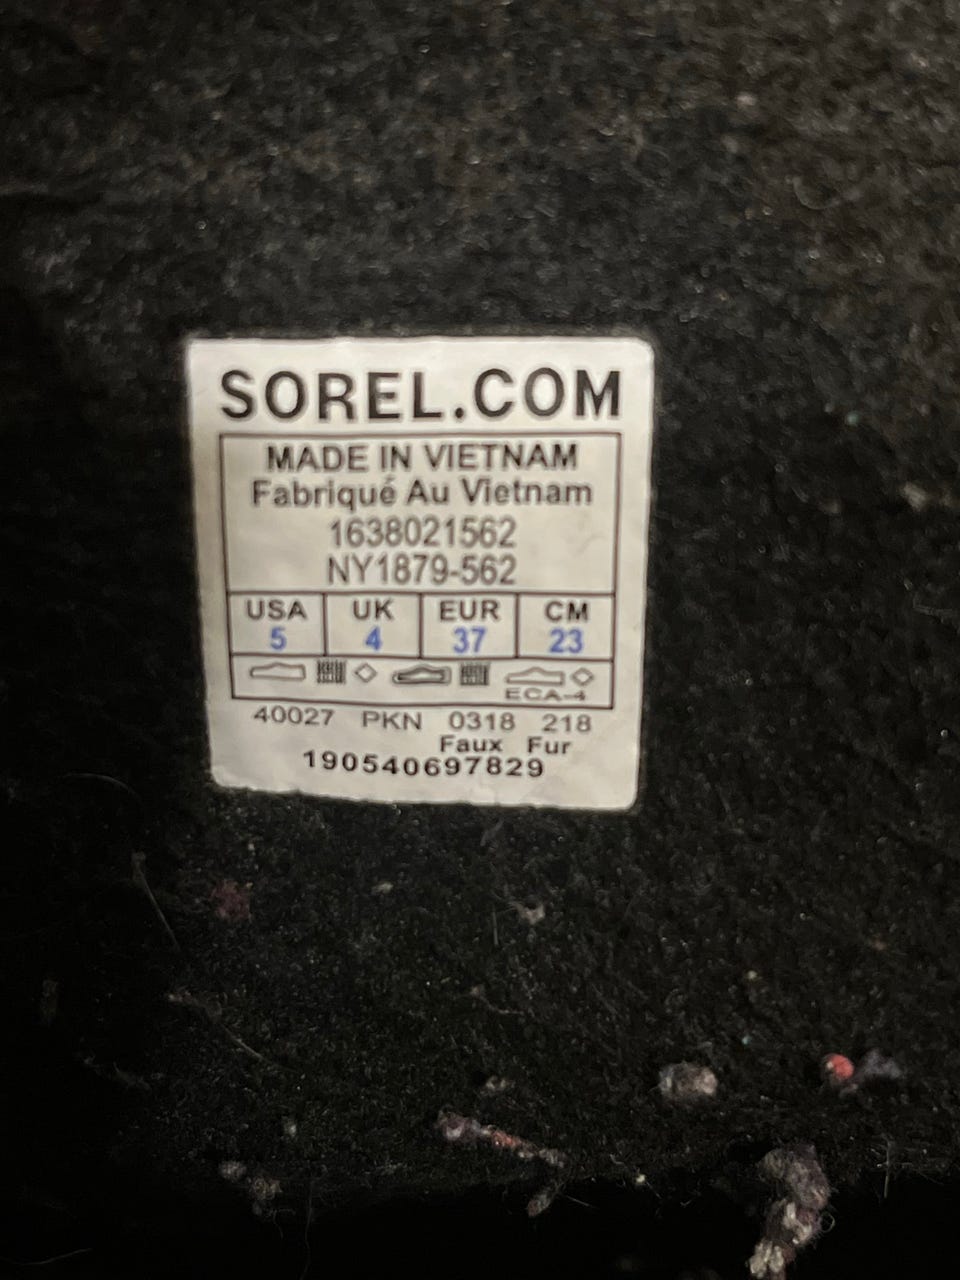 SOREL.COM
MADE IN VIETNAM
Fabriqué Au Vietnam
1638021562
NY1879-562
USA UK EUR CM
5 4 37 23
ECA-4
40027 PKN 0318 218
Faux Fur
190540697829